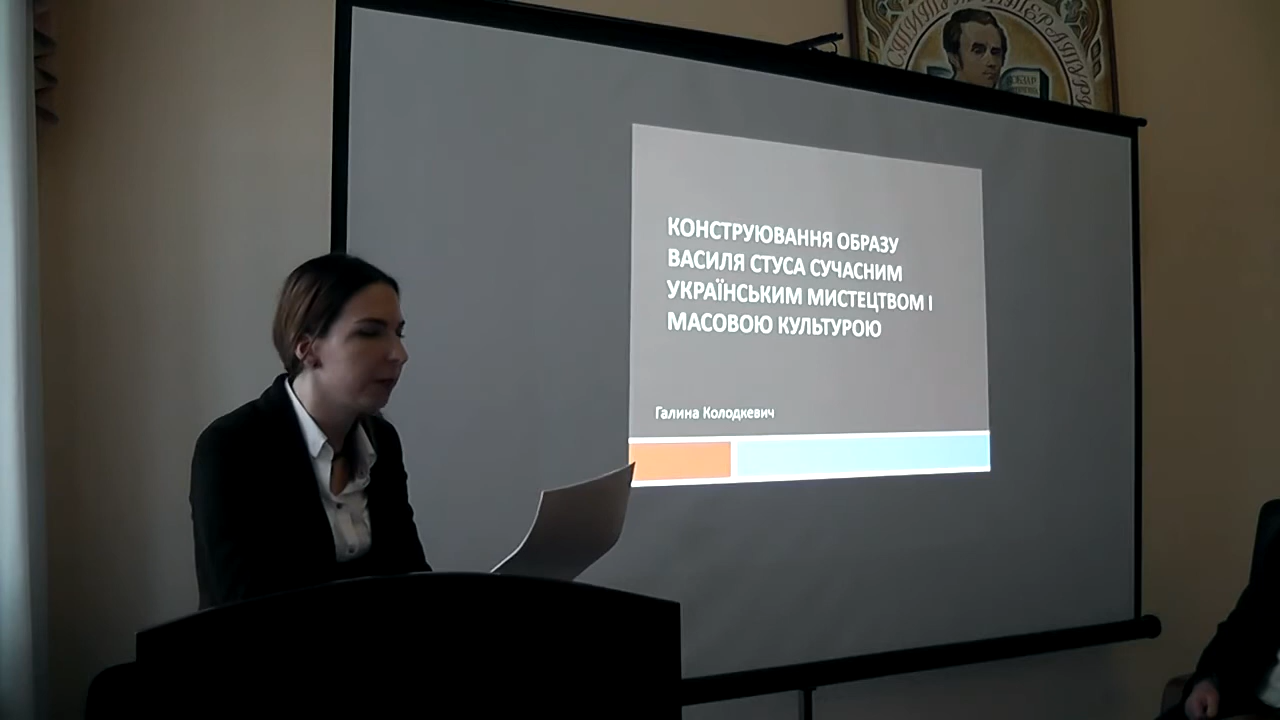 КОНСТРУЮВАННЯ ОБРАЗУ
ВАСИЛЯ СТУСА СУЧАСНИМ
УКРАЇНСЬКИМ МИСТЕЦТВОМ І
МАСОВОЮ КУЛЬТУРОЮ
Галина Колодкевич